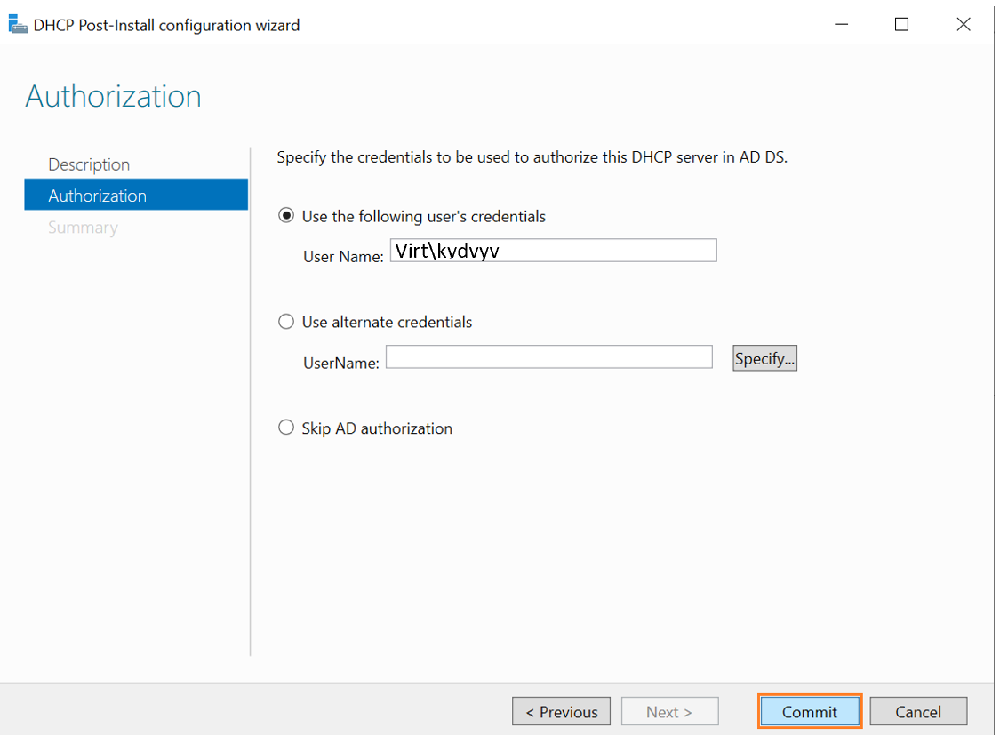 DHCP Post-Install configuration wizard
Authorization
Description
Authorization
Summary
Specify the credentials to be used to authorize this DHCP server in AD DS.
Use the following user's credentials
User Name: Virt\kvdvyv
Use alternate credentials
UserName:
Specify...
Skip AD authorization
< Previous
Next >
Commit
Cancel